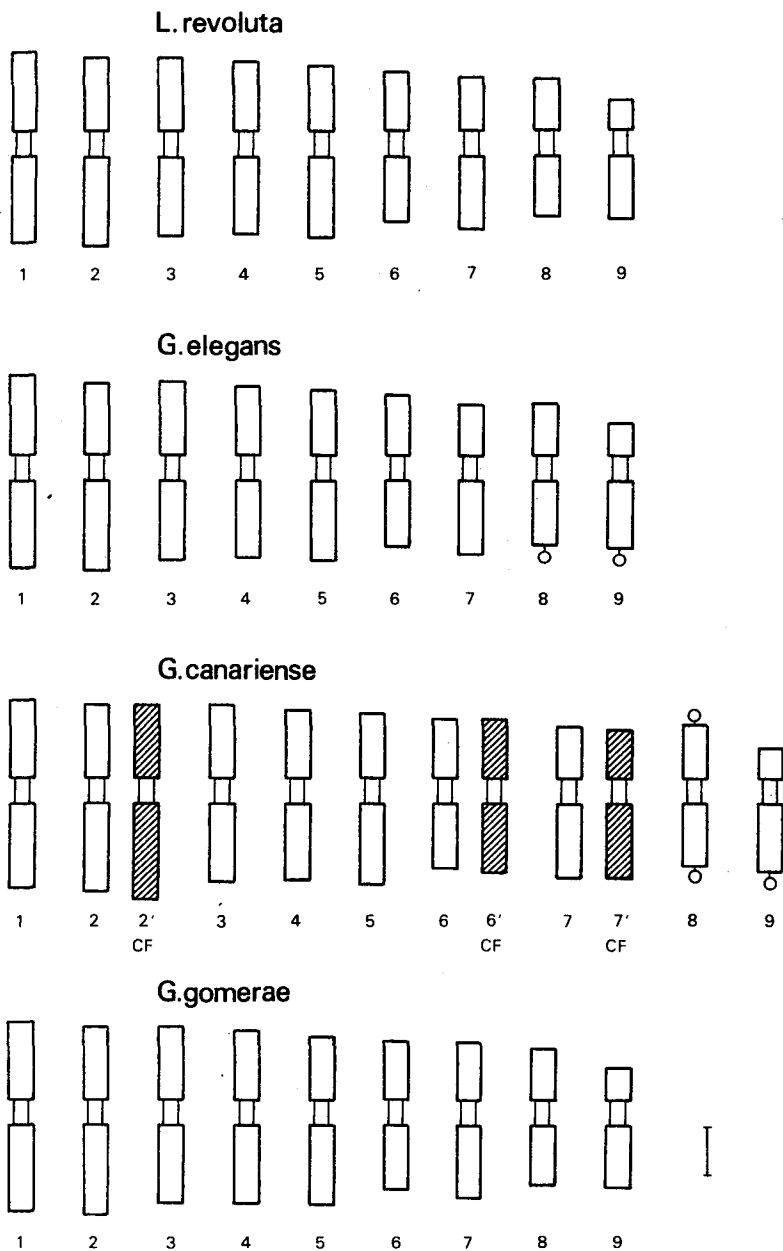 L. revoluta
1 2 3 4 5 6 7 8 9
G. elegans
1 2 3 4 5 6 7 8 9
G. canariense
1 2 2′ 3 4 5 6 6′ 7 7′ 8 9
CF CF CF
G. gomerae
1 2 3 4 5 6 7 8 9